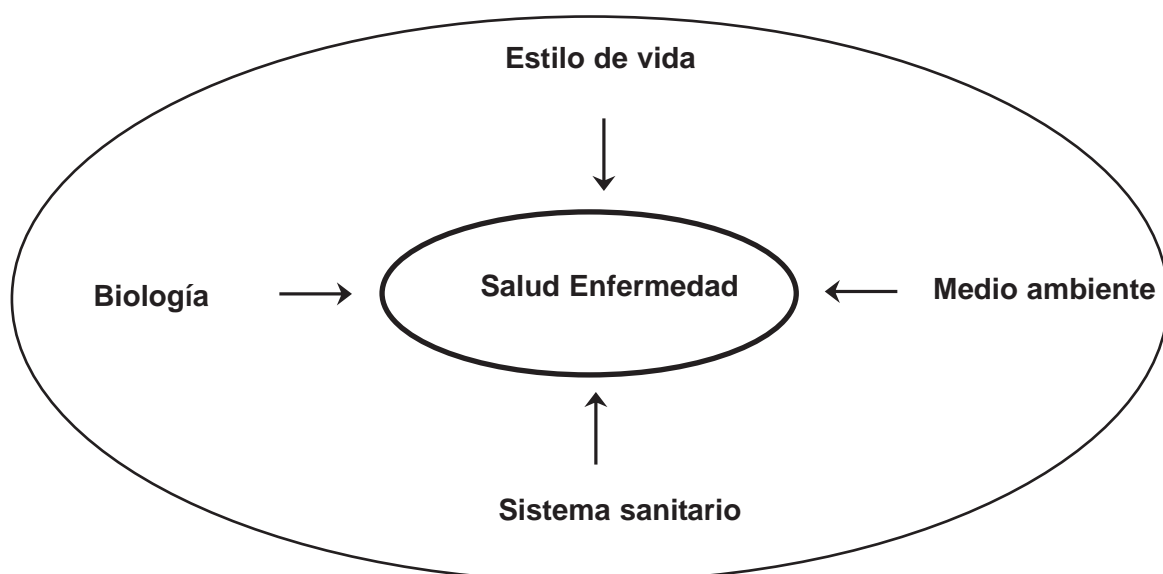 Estilo de vida
Biología
Salud Enfermedad
Medio ambiente
Sistema sanitario